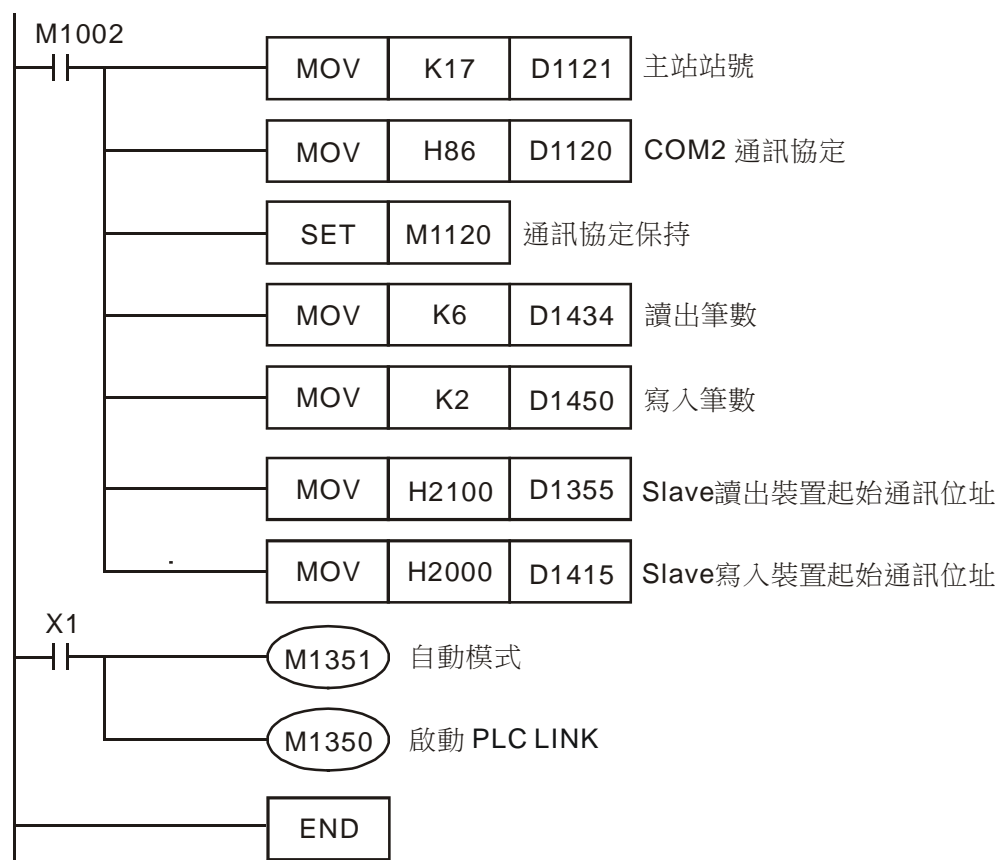 M1002
MOV K17 D1121 主站站號
MOV H86 D1120 COM2 通訊協定
SET M1120 通訊協定保持
MOV K6 D1434 讀出筆數
MOV K2 D1450 寫入筆數
MOV H2100 D1355 Slave讀出裝置起始通訊位址
MOV H2000 D1415 Slave寫入裝置起始通訊位址
X1
M1351 自動模式
M1350 啟動 PLC LINK
END